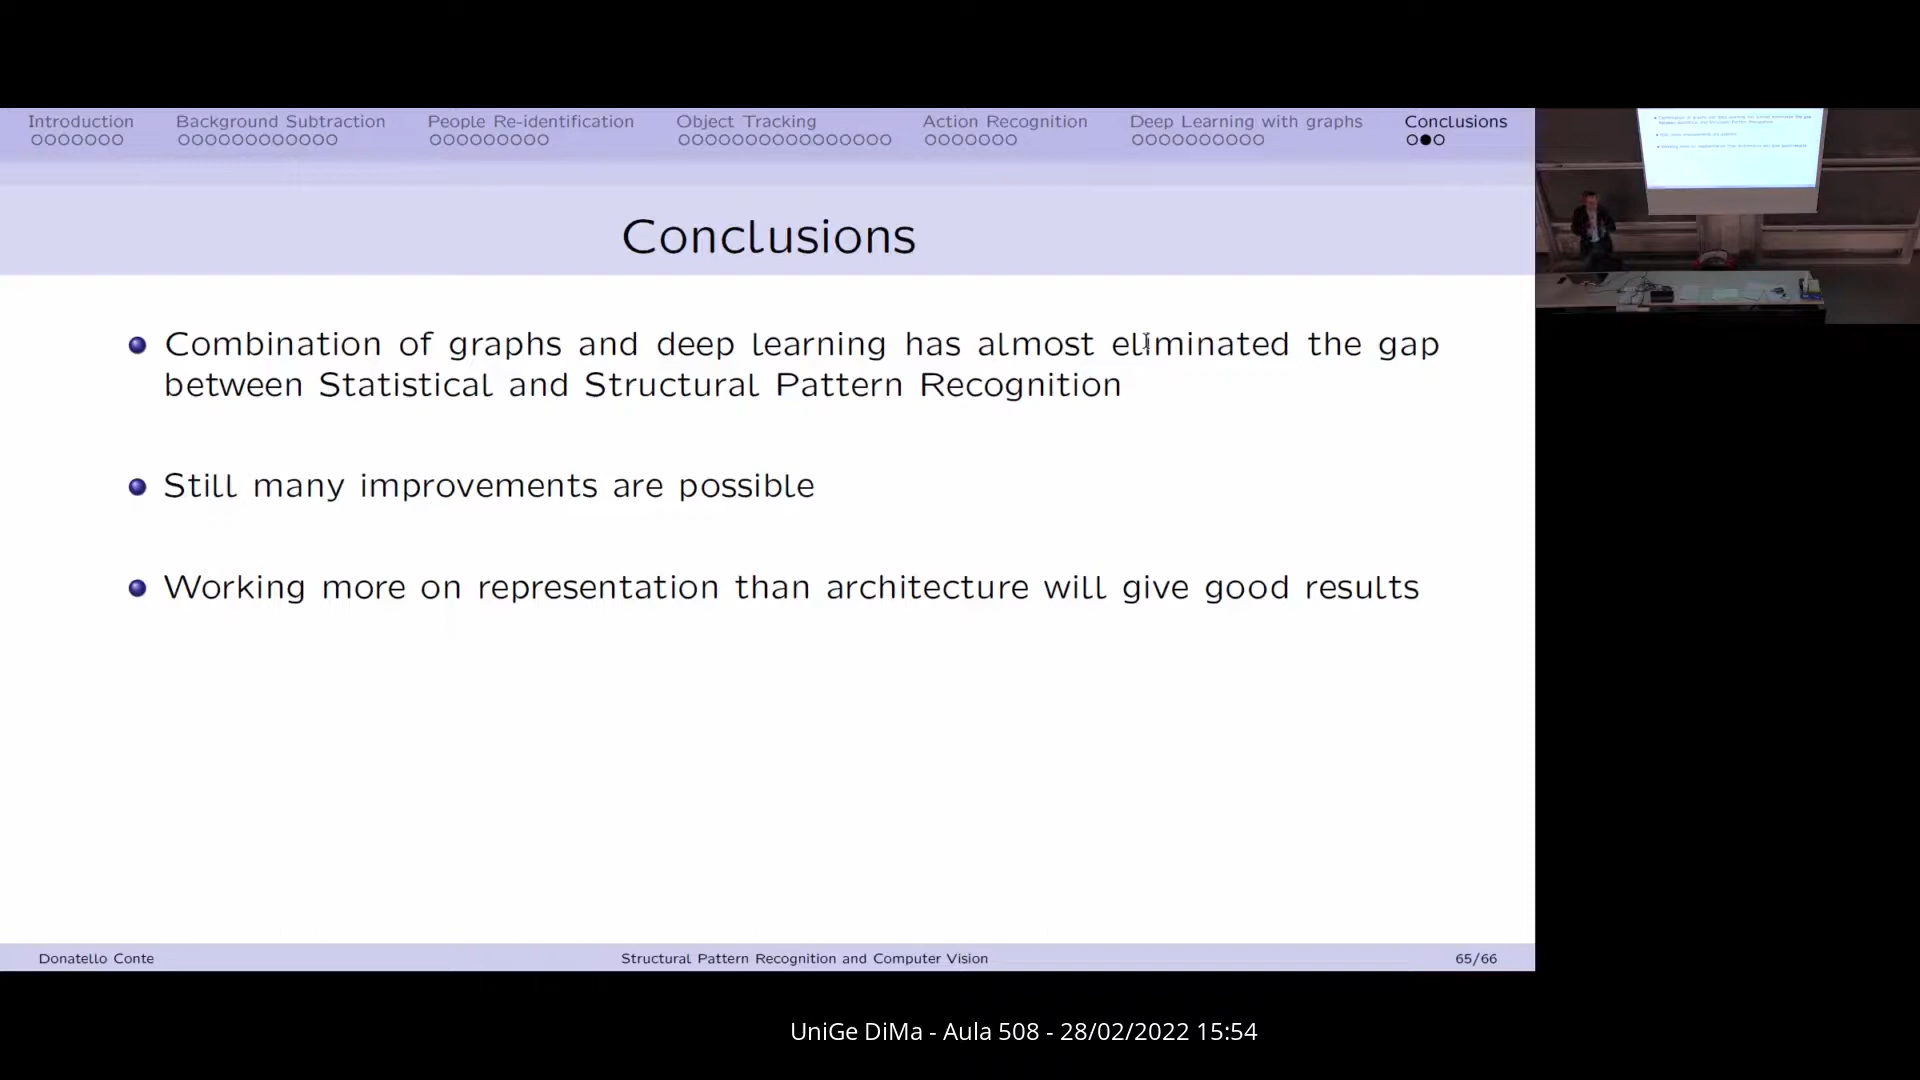 Introduction Background Subtraction People Re-identification Object Tracking Action Recognition Deep Learning with graphs Conclusions
Conclusions
Combination of graphs and deep learning has almost eliminated the gap
between Statistical and Structural Pattern Recognition
Still many improvements are possible
Working more on representation than architecture will give good results
Donatello Conte Structural Pattern Recognition and Computer Vision 65/66
UniGe DiMa - Aula 508 - 28/02/2022 15:54